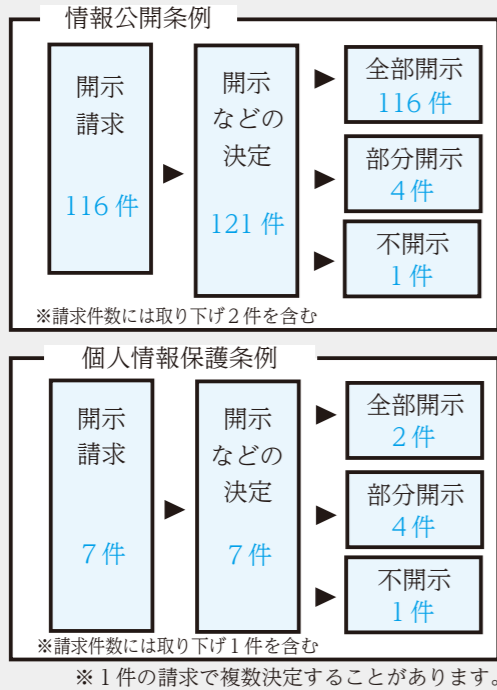 情報公開条例
開示
請求
116 件
▶
開示
などの
決定
121 件
▶
全部開示
116 件
▶
部分開示
4 件
▶
不開示
1 件
※請求件数には取り下げ2件を含む
個人情報保護条例
開示
請求
7 件
▶
開示
などの
決定
7 件
▶
全部開示
2 件
▶
部分開示
4 件
▶
不開示
1 件
※請求件数には取り下げ1件を含む
※1件の請求で複数決定することがあります。